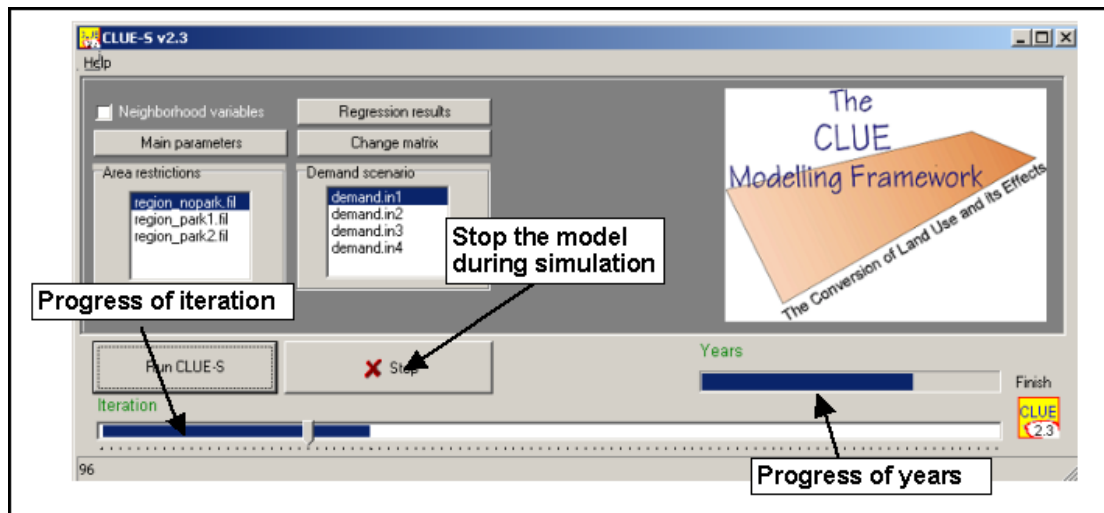 CLUE-S v2.3
Help
Neighborhood variables
Regression results
Main parameters
Change matrix
Area restrictions
region_nopark.fil
region_park1.fil
region_park2.fil
Demand scenario
demand.in1
demand.in2
demand.in3
demand.in4
The
CLUE
Modelling Framework
The Conversion of Land Use and its Effects
Stop the model
during simulation
Progress of iteration
Run CLUE-S
Stop
Years
Finish
Iteration
CLUE
2.3
96
Progress of years